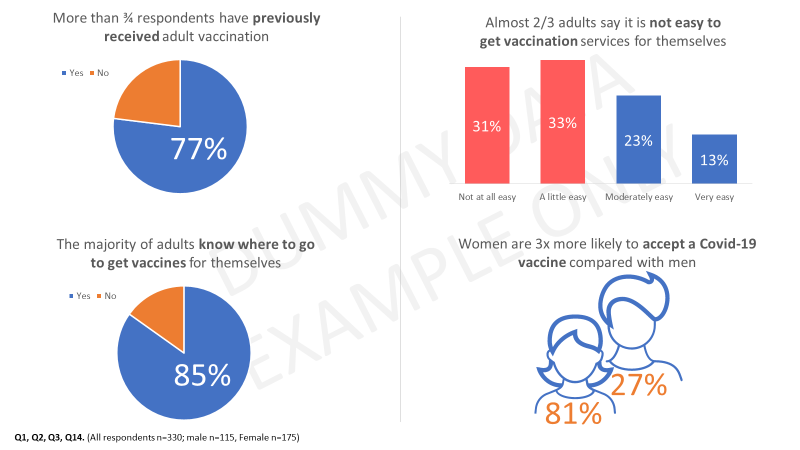 More than ¾ respondents have previously
received adult vaccination
Yes No
77%
Almost 2/3 adults say it is not easy to
get vaccination services for themselves
31% 33% 23% 13%
Not at all easy A little easy Moderately easy Very easy
The majority of adults know where to go
to get vaccines for themselves
Yes No
85%
Women are 3x more likely to accept a Covid-19
vaccine compared with men
27%
81%
Q1, Q2, Q3, Q14. (All respondents n=330; male n=115, Female n=175)
DUMMY DATA
EXAMPLE ONLY